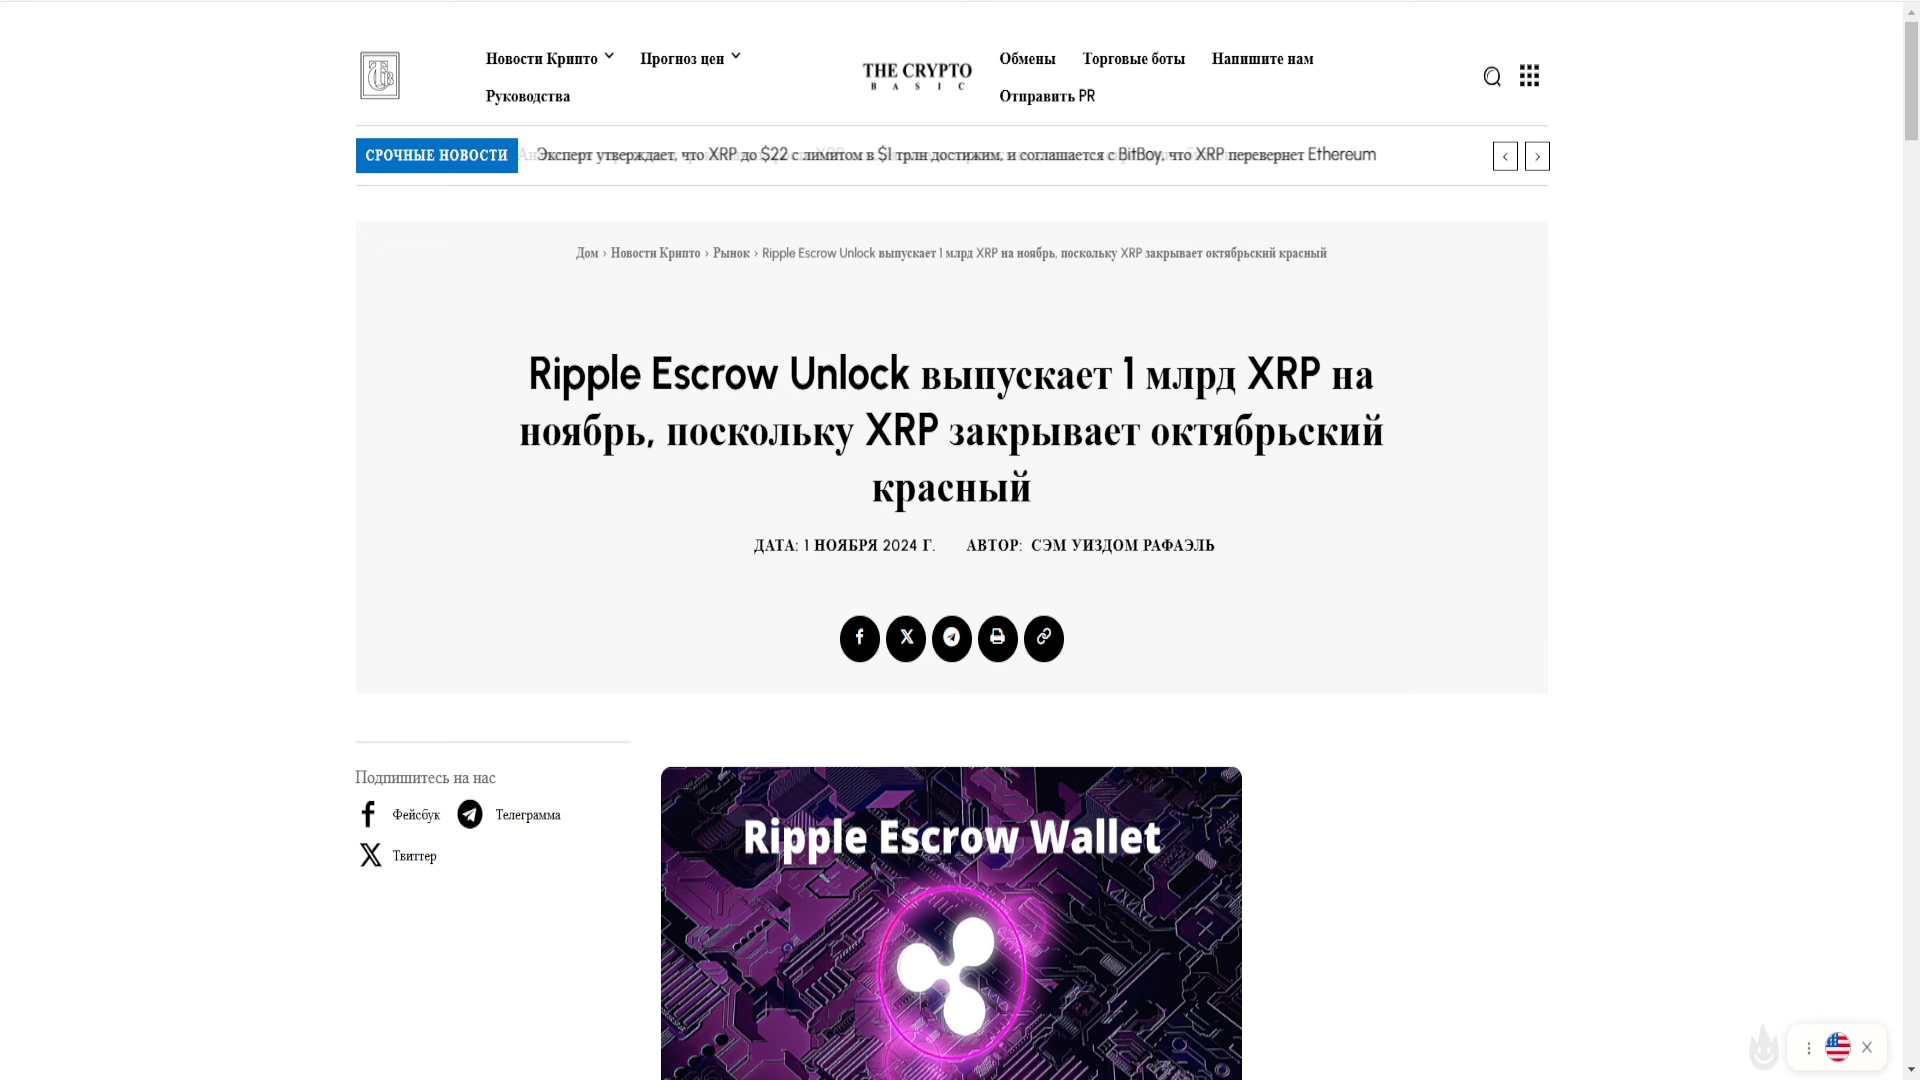 Новости Крипто
Прогноз цен
Руководства
THE CRYPTO
BASIC
Обмены
Торговые боты
Напишите нам
Отправить PR
СРОЧНЫЕ НОВОСТИ
Эксперт утверждает, что XRP до $22 с лимитом в $1 трлн достижим, и соглашается с BitBoy, что XRP перевернет Ethereum
Дом › Новости Крипто › Рынок › Ripple Escrow Unlock выпускает 1 млрд XRP на ноябрь, поскольку XRP закрывает октябрьский красный
Ripple Escrow Unlock выпускает 1 млрд XRP на
ноябрь, поскольку XRP закрывает октябрьский
красный
ДАТА: 1 НОЯБРЯ 2024 Г.
АВТОР: СЭМ УИЗДОМ РАФАЭЛЬ
Подпишитесь на нас
Фейсбук
Телеграмма
Твиттер
Ripple Escrow Wallet